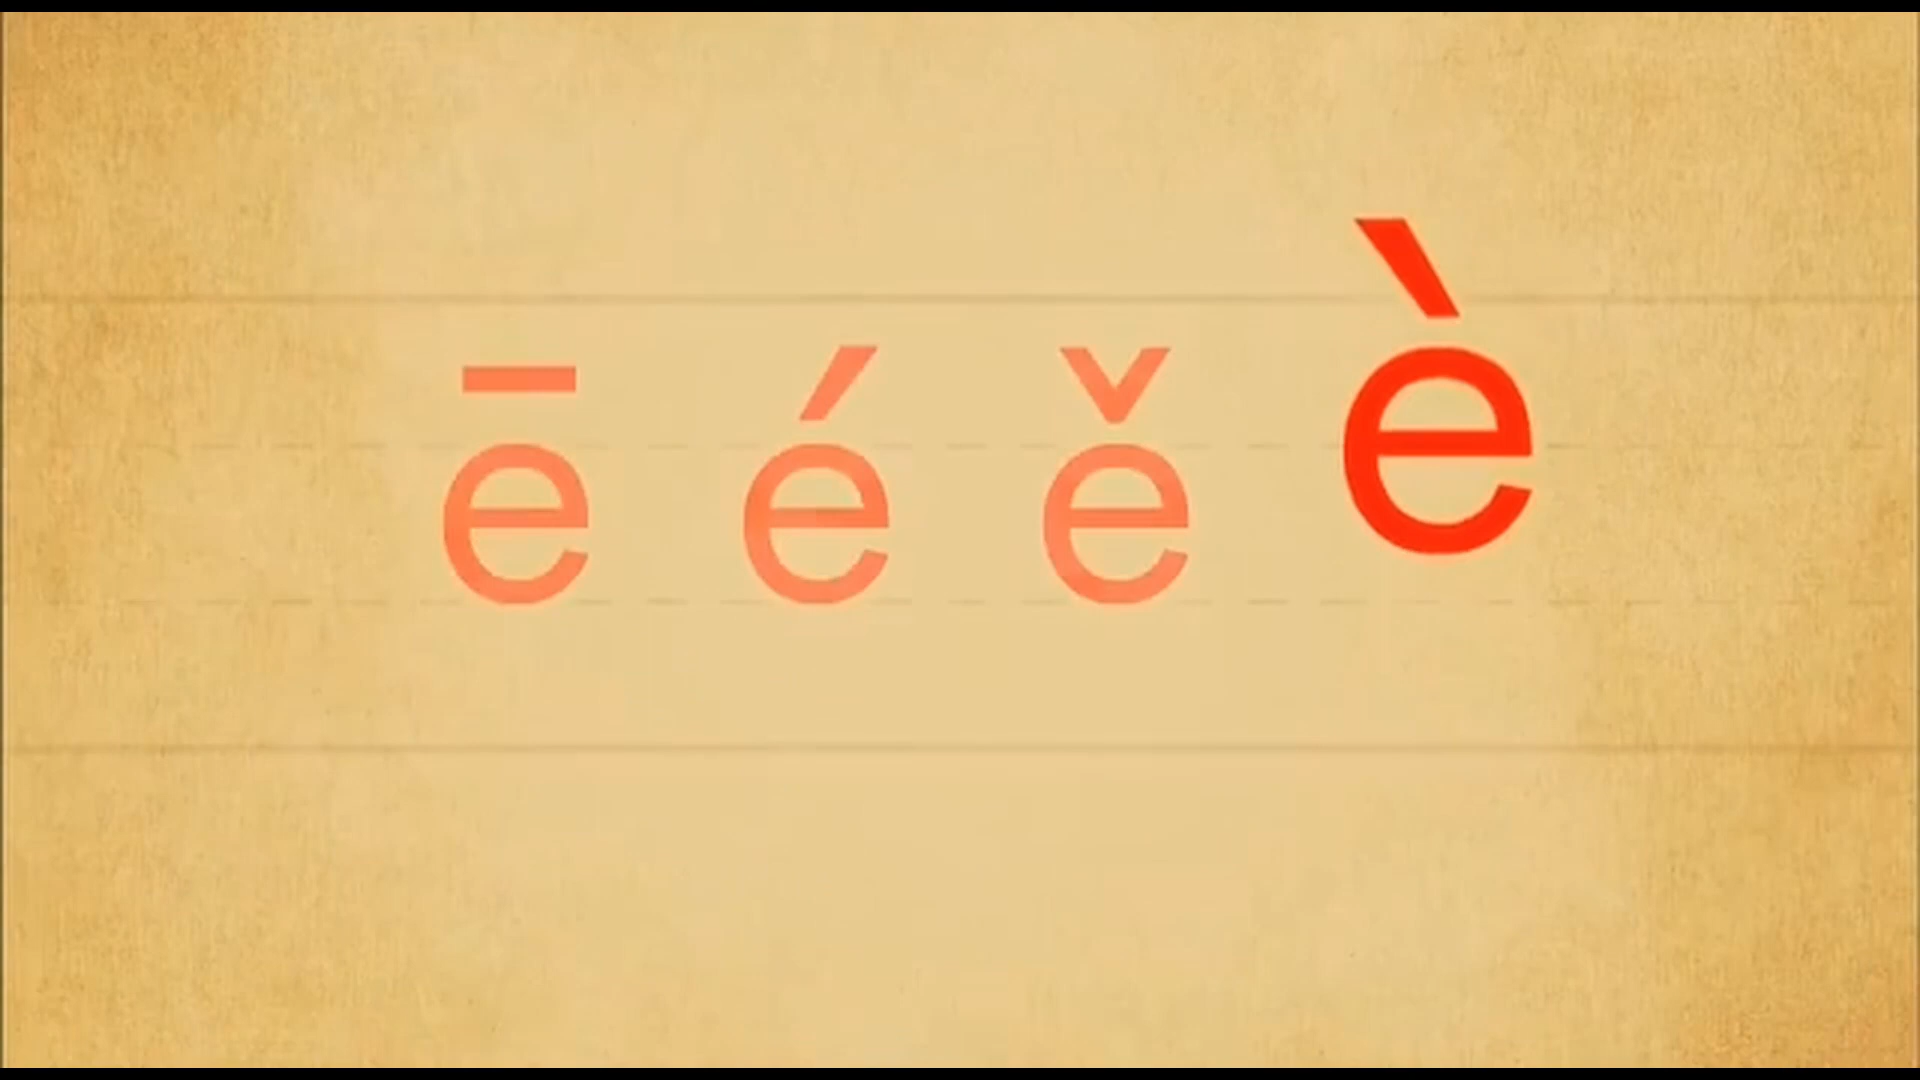 ē é ě è